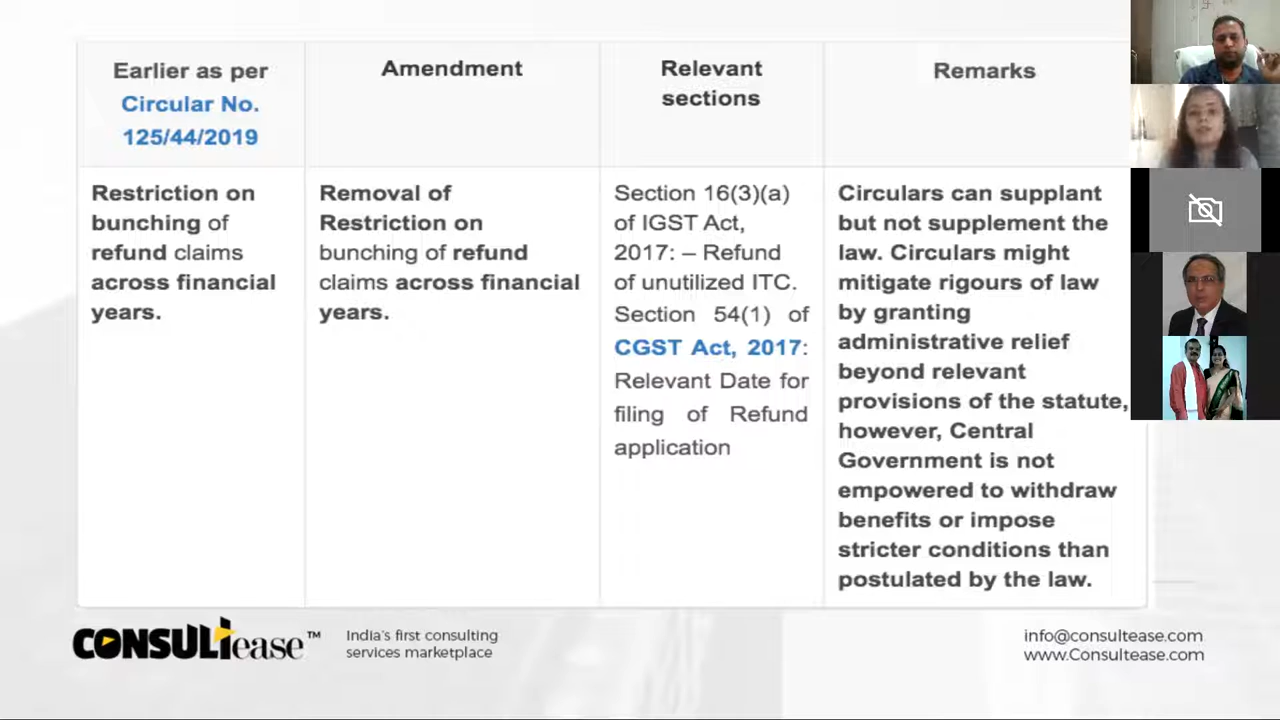 Earlier as per
Circular No.
125/44/2019
Amendment
Relevant
sections
Remarks
Restriction on
bunching of
refund claims
across financial
years.
Removal of
Restriction on
bunching of refund
claims across financial
years.
Section 16(3)(a)
of IGST Act,
2017: – Refund
of unutilized ITC.
Section 54(1) of
CGST Act, 2017:
Relevant Date for
filing of Refund
application
Circulars can supplant
but not supplement the
law. Circulars might
mitigate rigours of law
by granting
administrative relief
beyond relevant
provisions of the statute,
however, Central
Government is not
empowered to withdraw
benefits or impose
stricter conditions than
postulated by the law.
CONSULTease™
India's first consulting
services marketplace
info@consultease.com
www.Consultease.com